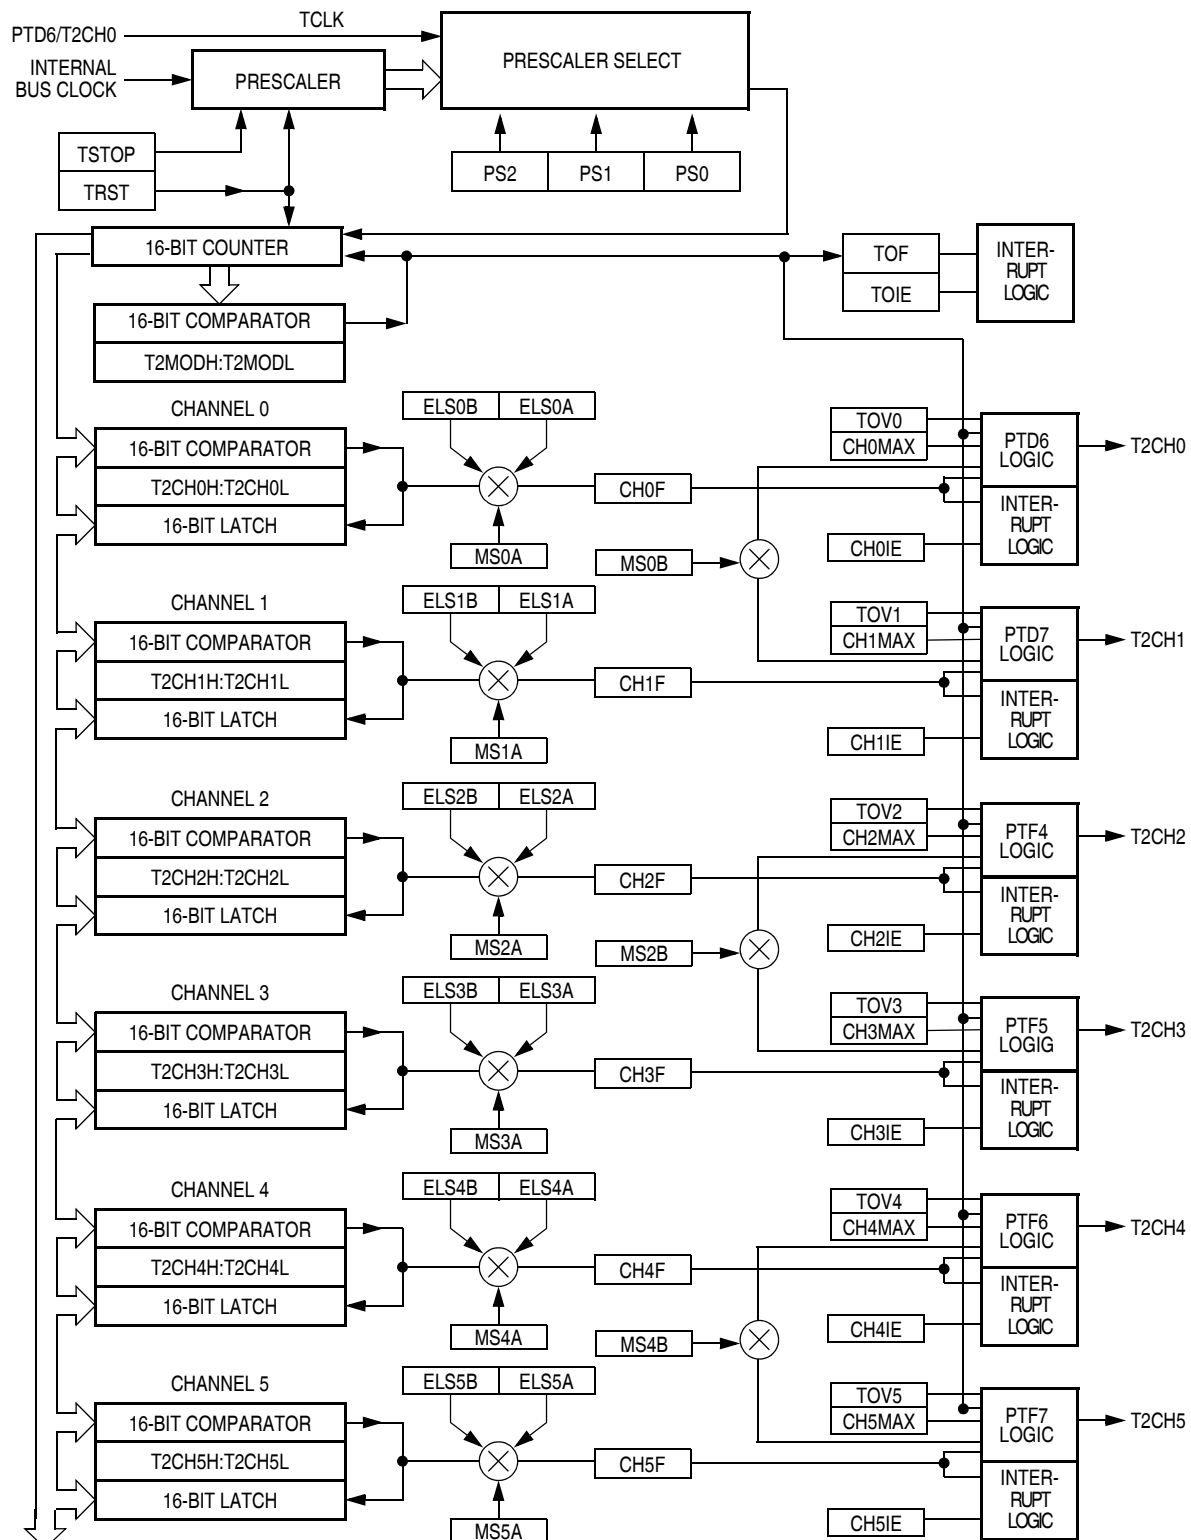 TCLK
PTD6/T2CH0
INTERNAL
BUS CLOCK
PRESCALER
PRESCALER SELECT
TSTOP
TRST
PS2
PS1
PS0
16-BIT COUNTER
TOF
TOIE
INTER-
RUPT
LOGIC
16-BIT COMPARATOR
T2MODH:T2MODL
CHANNEL 0
ELS0B
ELS0A
TOV0
CH0MAX
16-BIT COMPARATOR
T2CH0H:T2CH0L
16-BIT LATCH
CH0F
MS0A
MS0B
CH0IE
PTD6
LOGIC
INTER-
RUPT
LOGIC
T2CH0
CHANNEL 1
ELS1B
ELS1A
TOV1
CH1MAX
16-BIT COMPARATOR
T2CH1H:T2CH1L
16-BIT LATCH
CH1F
MS1A
CH1IE
PTD7
LOGIC
INTER-
RUPT
LOGIC
T2CH1
CHANNEL 2
ELS2B
ELS2A
TOV2
CH2MAX
16-BIT COMPARATOR
T2CH2H:T2CH2L
16-BIT LATCH
CH2F
MS2A
MS2B
CH2IE
PTF4
LOGIC
INTER-
RUPT
LOGIC
T2CH2
CHANNEL 3
ELS3B
ELS3A
TOV3
CH3MAX
16-BIT COMPARATOR
T2CH3H:T2CH3L
16-BIT LATCH
CH3F
MS3A
CH3IE
PTF5
LOGIG
INTER-
RUPT
LOGIC
T2CH3
CHANNEL 4
ELS4B
ELS4A
TOV4
CH4MAX
16-BIT COMPARATOR
T2CH4H:T2CH4L
16-BIT LATCH
CH4F
MS4A
MS4B
CH4IE
PTF6
LOGIC
INTER-
RUPT
LOGIC
T2CH4
CHANNEL 5
ELS5B
ELS5A
TOV5
CH5MAX
16-BIT COMPARATOR
T2CH5H:T2CH5L
16-BIT LATCH
CH5F
MS5A
CH5IE
PTF7
LOGIC
INTER-
RUPT
LOGIC
T2CH5